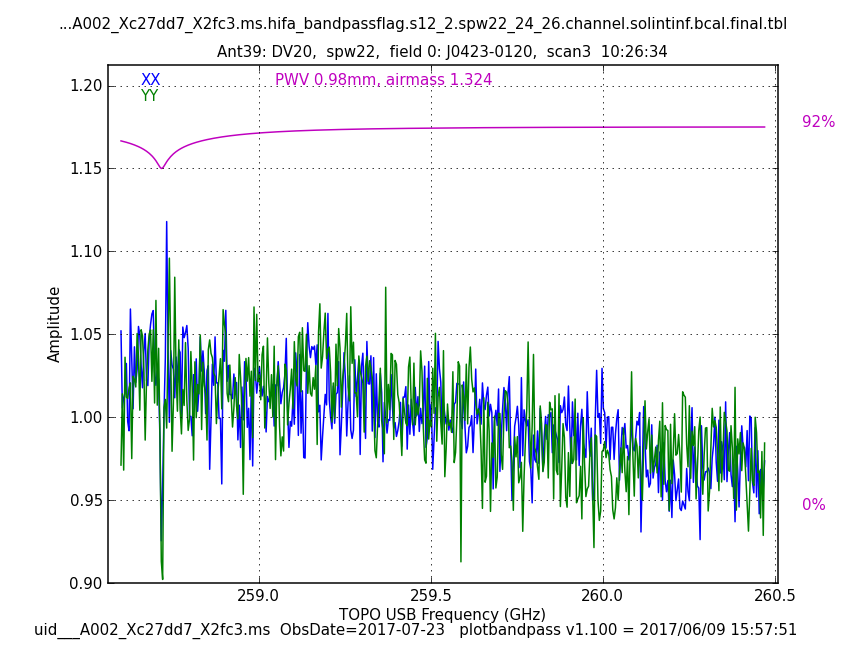 ...A002_Xc27dd7_X2fc3.ms.hifa_bandpassflag.s12_2.spw22_24_26.channel.solintinf.bcal.final.tbl
Ant39: DV20,  spw22,  field 0: J0423-0120,  scan3  10:26:34
XX
PWV 0.98mm, airmass 1.324
YY
92%
0%
1.20
1.15
1.10
1.05
1.00
0.95
0.90
Amplitude
259.0
259.5
260.0
260.5
TOPO USB Frequency (GHz)
uid___A002_Xc27dd7_X2fc3.ms  ObsDate=2017-07-23   plotbandpass v1.100 = 2017/06/09 15:57:51